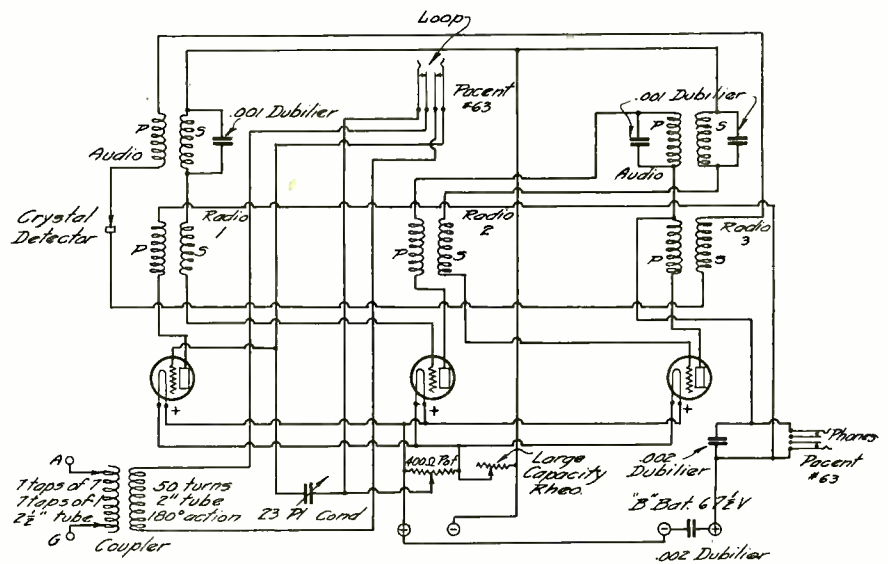 Loop
Pacent
#63
.001 Dubilier
P
S
Audio
.001 Dubilier
P
S
Audio
Crystal
Detector
Radio
1
P
S
Radio
2
P
S
Radio
3
P
S
+
+
+
A
7 taps of 7
7 taps of 1
2½" tube
G
Coupler
50 turns
2" tube
180° action
23 Pl Cond
400Ω Pot
Large
Capacity
Rheo.
.002
Dubilier
Phones
Pacent
#63
"B" Bat. 67½ V
+
-
-
+
.002 Dubilier